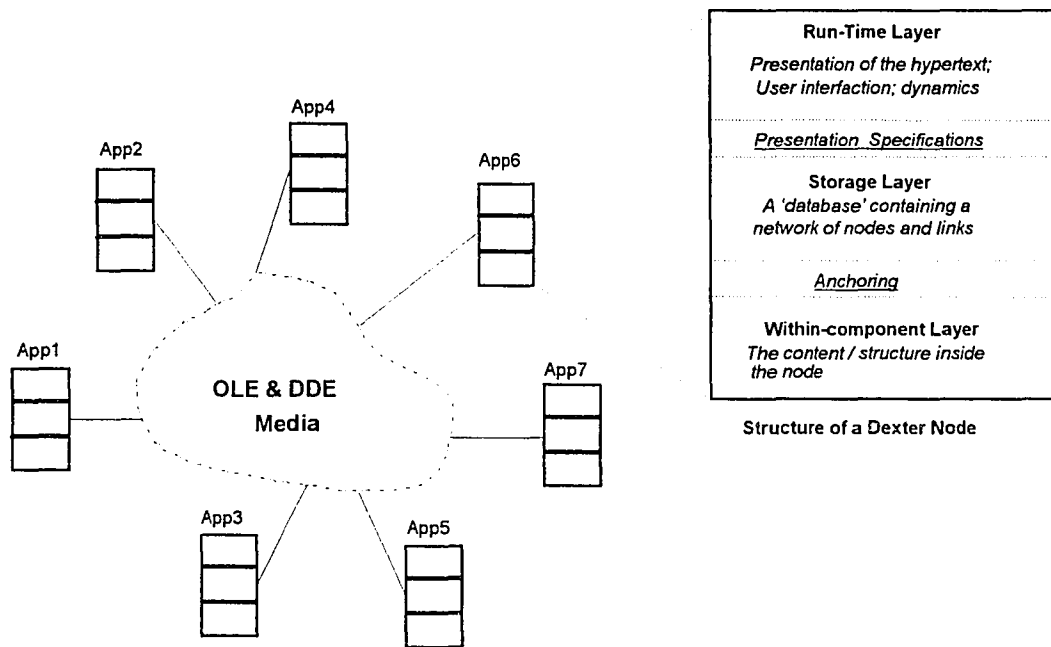 App4
App2
App6
App1
OLE & DDE
Media
App7
App3
App5
Run-Time Layer
Presentation of the hypertext;
User interfaction; dynamics
Presentation Specifications
Storage Layer
A 'database' containing a
network of nodes and links
Anchoring
Within-component Layer
The content / structure inside
the node
Structure of a Dexter Node